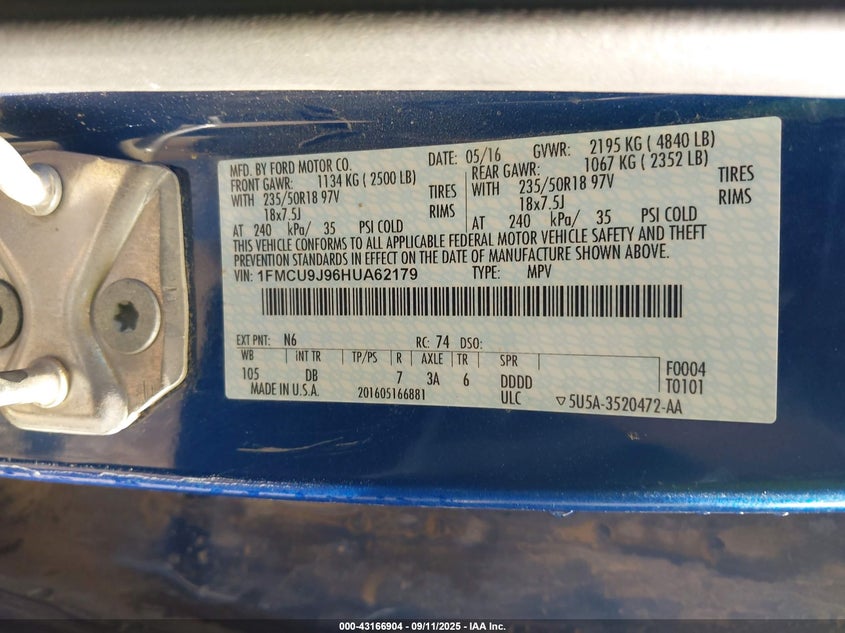 MFD. BY FORD MOTOR CO. DATE: 05/16 GVWR: 2195 KG ( 4840 LB)
FRONT GAWR: 1134 KG ( 2500 LB) REAR GAWR: 1067 KG ( 2352 LB)
WITH 235/50R18 97V TIRES WITH 235/50R18 97V TIRES
18x7.5J RIMS 18x7.5J RIMS
AT 240 kPa/ 35 PSI COLD AT 240 kPa/ 35 PSI COLD
THIS VEHICLE CONFORMS TO ALL APPLICABLE FEDERAL MOTOR VEHICLE SAFETY AND THEFT
PREVENTION STANDARDS IN EFFECT ON THE DATE OF MANUFACTURE SHOWN ABOVE.
VIN: 1FMCU9J96HUA62179 TYPE: MPV
EXT PNT: N6 RC: 74 DSO:
WB INT TR TP/PS R AXLE TR SPR F0004
105 DB 7 3A 6 DDDD T0101
MADE IN U.S.A. 201605166881 ULC ▽5U5A-3520472-AA
000-43166904 - 09/11/2025 - IAA Inc.